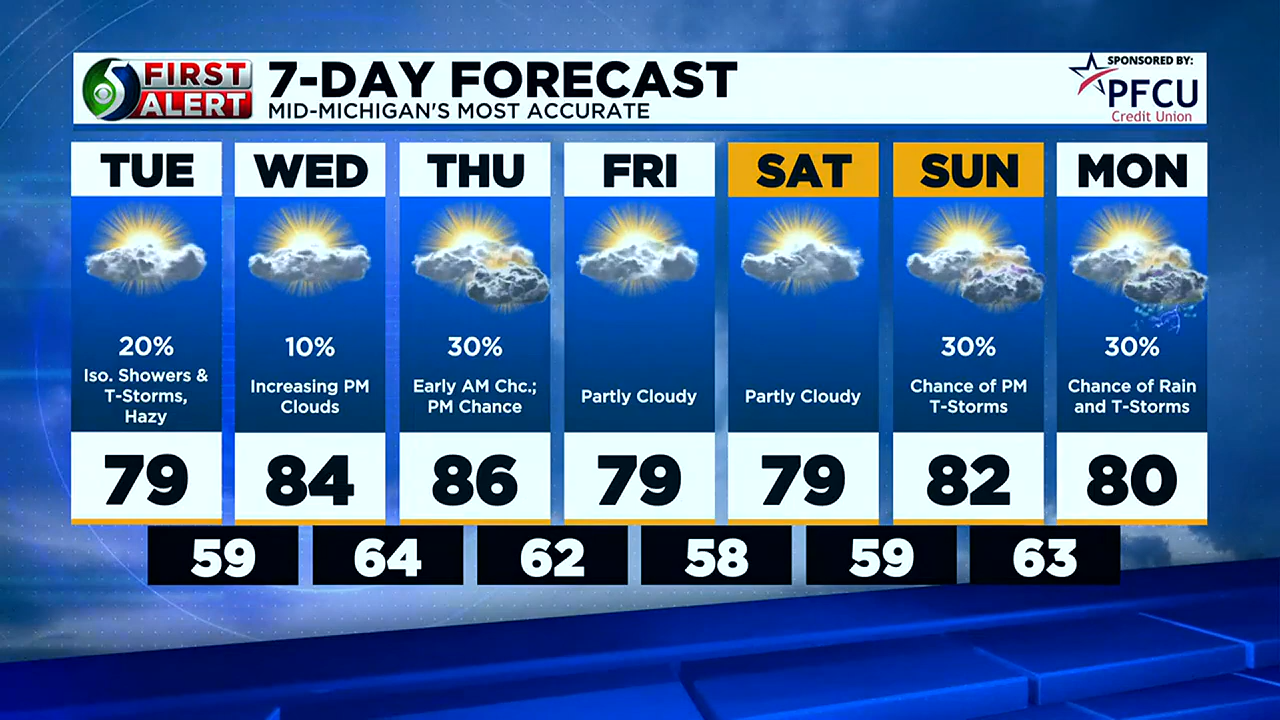 5 FIRST ALERT
7-DAY FORECAST
MID-MICHIGAN'S MOST ACCURATE
SPONSORED BY:
PFCU
Credit Union
TUE
20%
Iso. Showers &
T-Storms,
Hazy
79
WED
10%
Increasing PM
Clouds
84
THU
30%
Early AM Chc.;
PM Chance
86
FRI
Partly Cloudy
79
SAT
Partly Cloudy
79
SUN
30%
Chance of PM
T-Storms
82
MON
30%
Chance of Rain
and T-Storms
80
59
64
62
58
59
63